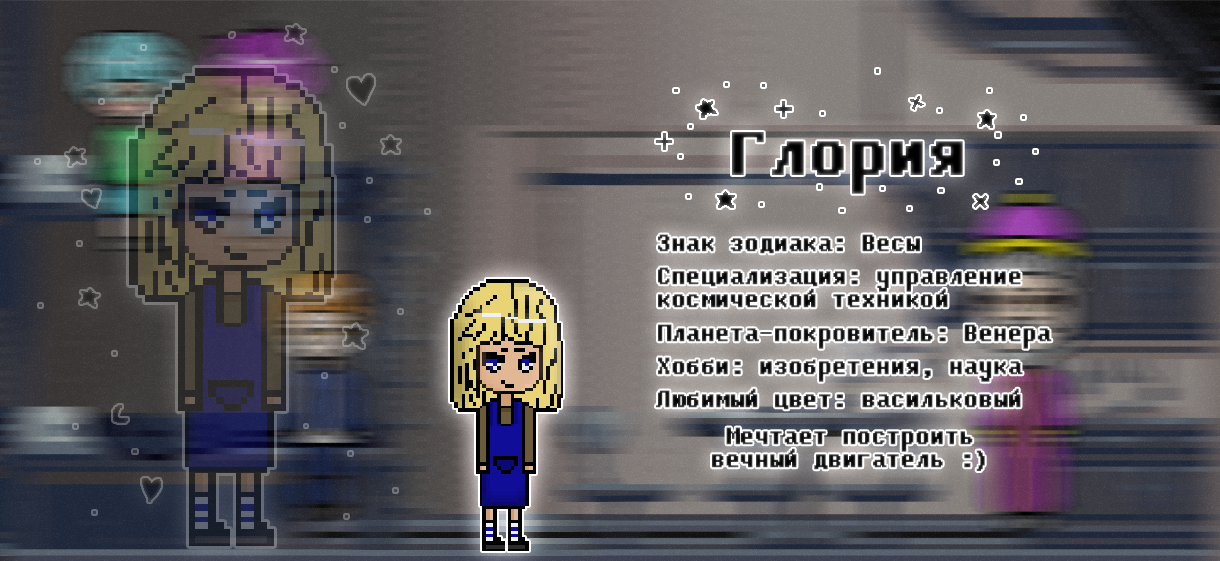 Глория
Знак зодиака: Весы
Специализация: управление
космической техникой
Планета-покровитель: Венера
Хобби: изобретения, наука
Любимый цвет: васильковый
Мечтает построить
вечный двигатель :)